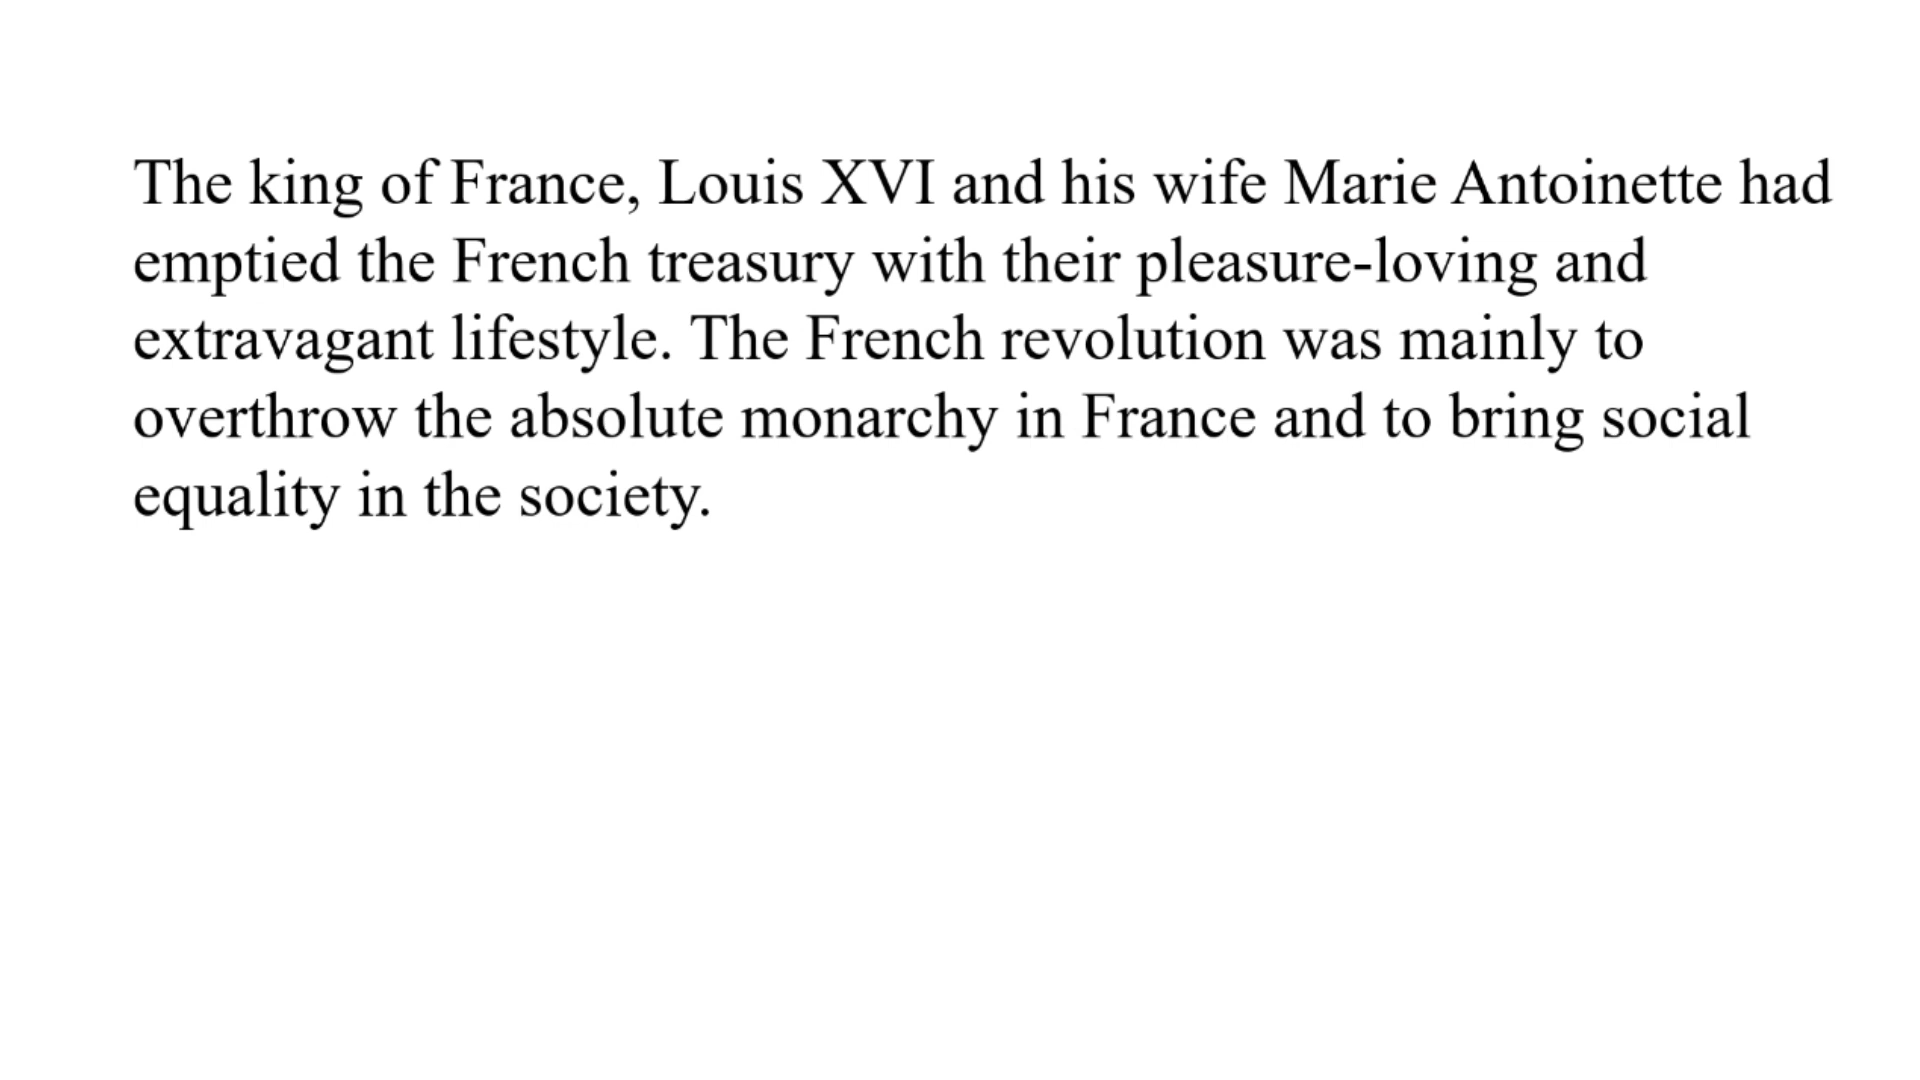 The king of France, Louis XVI and his wife Marie Antoinette had
emptied the French treasury with their pleasure-loving and
extravagant lifestyle. The French revolution was mainly to
overthrow the absolute monarchy in France and to bring social
equality in the society.